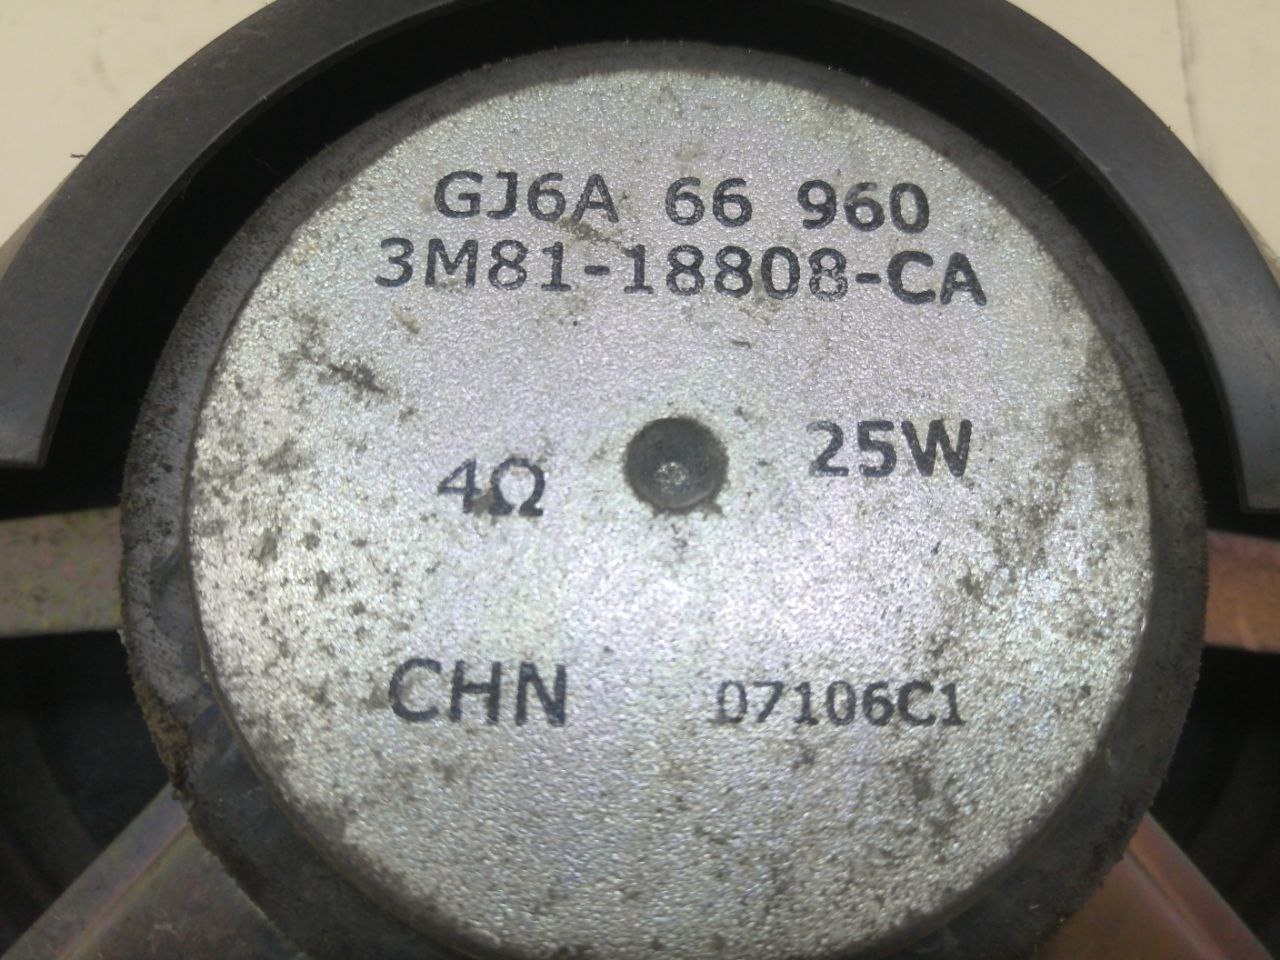 GJ6A 66 960
3M81-18808-CA
4Ω 25W
CHN 07106C1